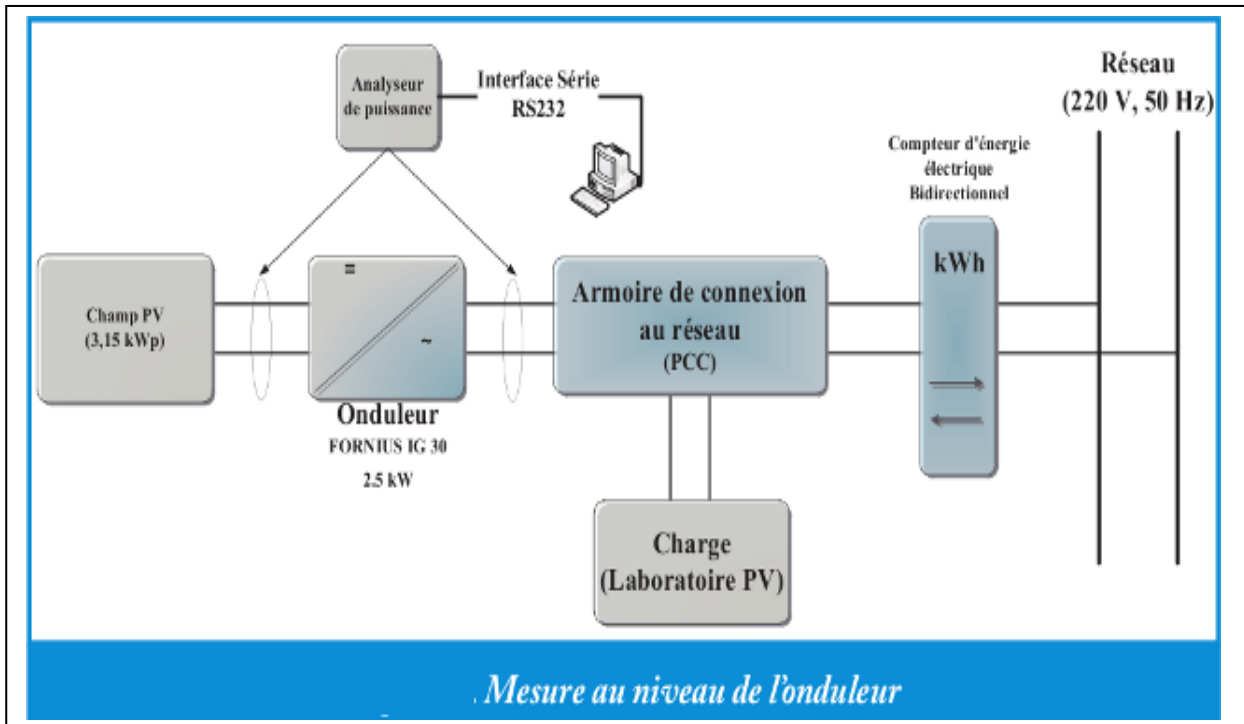 Analyseur
de puissance
Interface Série
RS232
Réseau
(220 V, 50 Hz)
Compteur d'énergie
électrique
Bidirectionnel
Champ PV
(3,15 kWp)
=
~
Onduleur
FORNIUS IG 30
2.5 kW
Armoire de connexion
au réseau
(PCC)
kWh
Charge
(Laboratoire PV)
. Mesure au niveau de l'onduleur